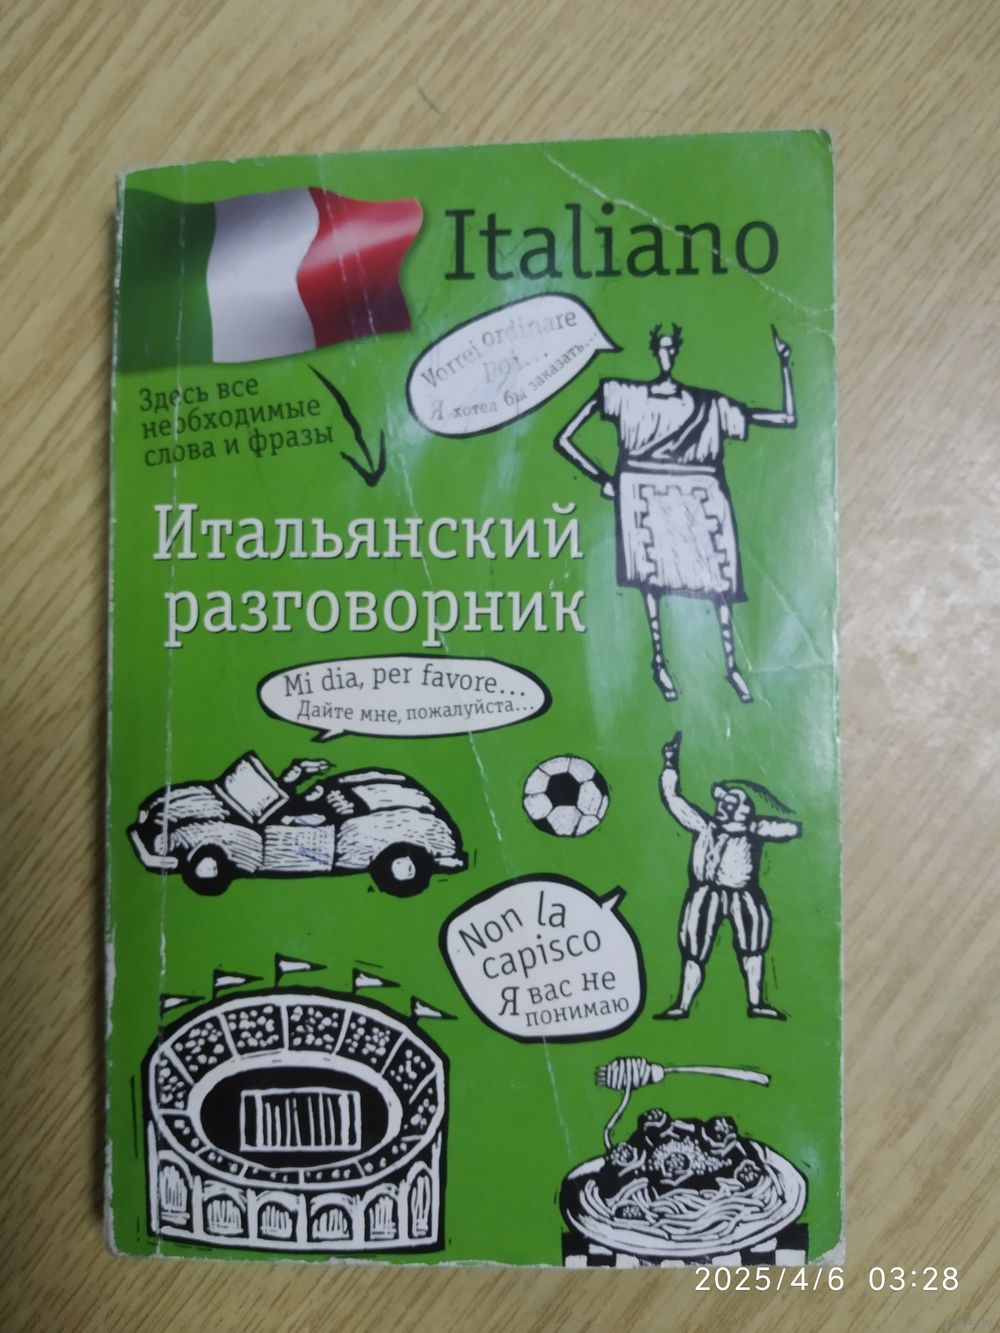 Italiano
Vorrei ordinare
poi...
Я хотел бы заказать...
Здесь все
необходимые
слова и фразы
Итальянский
разговорник
Mi dia, per favore...
Дайте мне, пожалуйста...
Non la
capisco
Я вас не
понимаю
2025/4/6 03:28